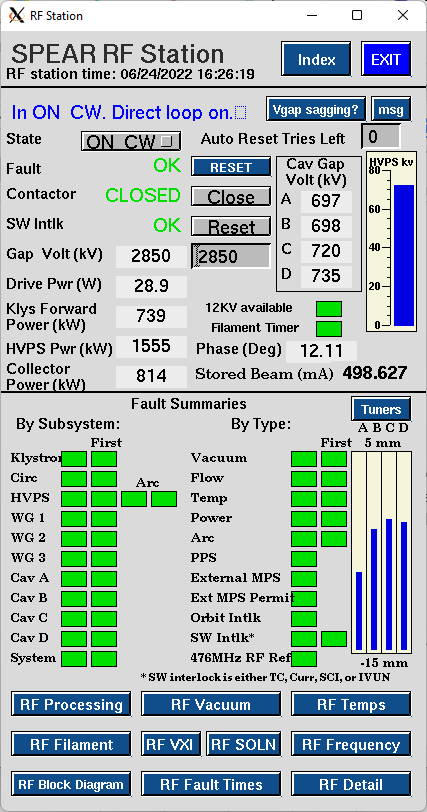 RF Station
SPEAR RF Station
Index
EXIT
RF station time: 06/24/2022 16:26:19
In ON CW. Direct loop on.
Vgap sagging?
msg
State
ON CW
Auto Reset Tries Left
0
Fault
OK
RESET
Contactor
CLOSED
Close
SW Intlk
OK
Reset
Gap Volt (kV)
2850
2850
Drive Pwr (W)
28.9
Klys Forward
Power (kW)
739
HVPS Pwr (kW)
1555
Collector
Power (kW)
814
Cav Gap
Volt (kV)
A 697
B 698
C 720
D 735
HVPS kv
80
60
40
20
0
12KV available
Filament Timer
Phase (Deg)
12.11
Stored Beam (mA) 498.627
Fault Summaries
Tuners
By Subsystem:
By Type:
A B C D
First
First
5 mm
Klystron
Circ
HVPS
Arc
WG 1
WG 2
WG 3
Cav A
Cav B
Cav C
Cav D
System
Vacuum
Flow
Temp
Power
Arc
PPS
External MPS
Ext MPS Permit
Orbit Intlk
SW Intlk*
476MHz RF Ref
-15 mm
* SW interlock is either TC, Curr, SCI, or IVUN
RF Processing
RF Vacuum
RF Temps
RF Filament
RF VXI
RF SOLN
RF Frequency
RF Block Diagram
RF Fault Times
RF Detail